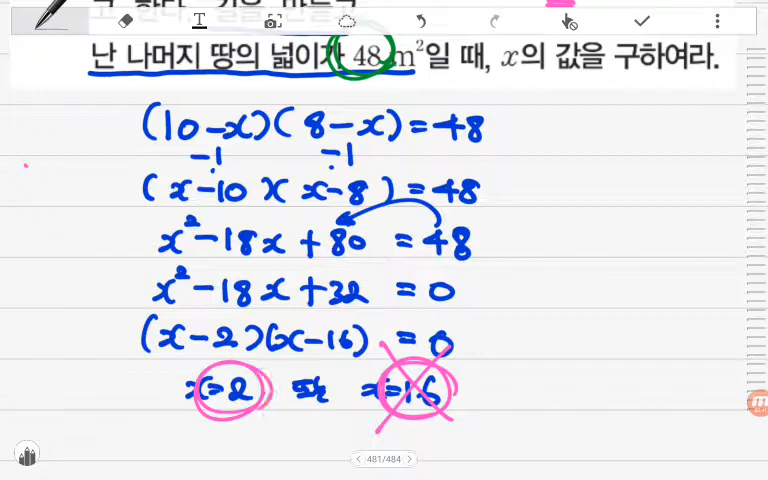 난 나머지 땅의 넓이가 48 m²일 때, x의 값을 구하여라.
(10-x)(8-x)=48
-1 -1
(x-10)(x-8)=48
x²-18x+80 =48
x²-18x+32 =0
(x-2)(x-16) =0
x=2 또는 x=16
481/484